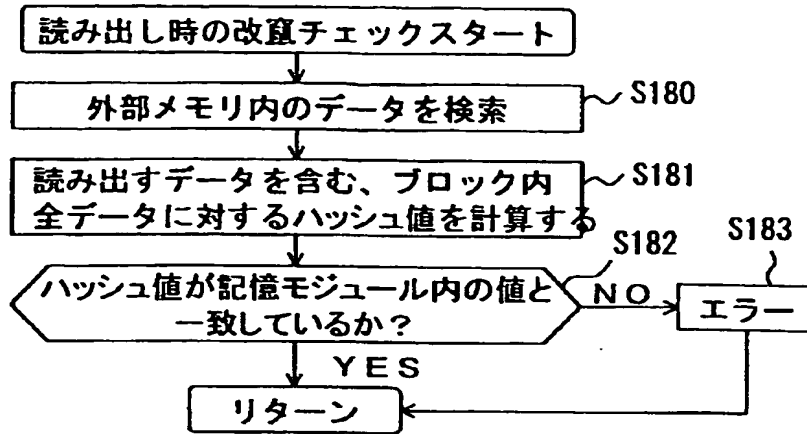 読み出し時の改竄チェックスタート
外部メモリ内のデータを検索
S180
読み出すデータを含む、ブロック内
全データに対するハッシュ値を計算する
S181
ハッシュ値が記憶モジュール内の値と
一致しているか？
S182
NO
エラー
S183
YES
リターン